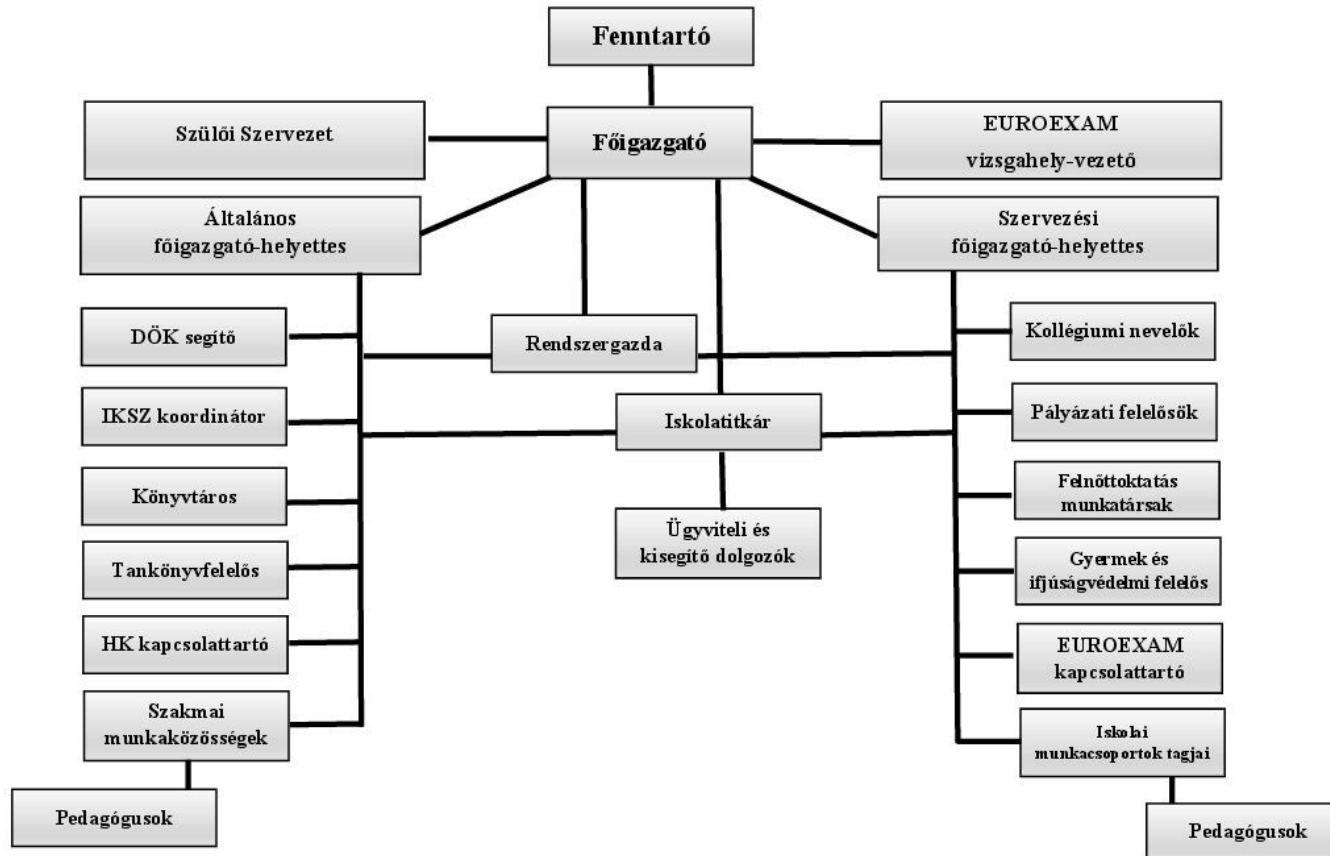 Fenntartó
Szülői Szervezet
Főigazgató
EUROEXAM
vizsgahely-vezető
Általános
főigazgató-helyettes
Szervezési
főigazgató-helyettes
DÖK segítő
Rendszergazda
Kollégiumi nevelők
IKSZ koordinátor
Iskolatitkár
Pályázati felelősök
Könyvtáros
Felnőttoktatás
munkatársak
Ügyviteli és
kisegítő dolgozók
Tankönyvfelelős
Gyermek és
ifjúságvédelmi felelős
HK kapcsolattartó
EUROEXAM
kapcsolattartó
Szakmai
munkaközösségek
Iskolai
munkacsoportok tagjai
Pedagógusok
Pedagógusok